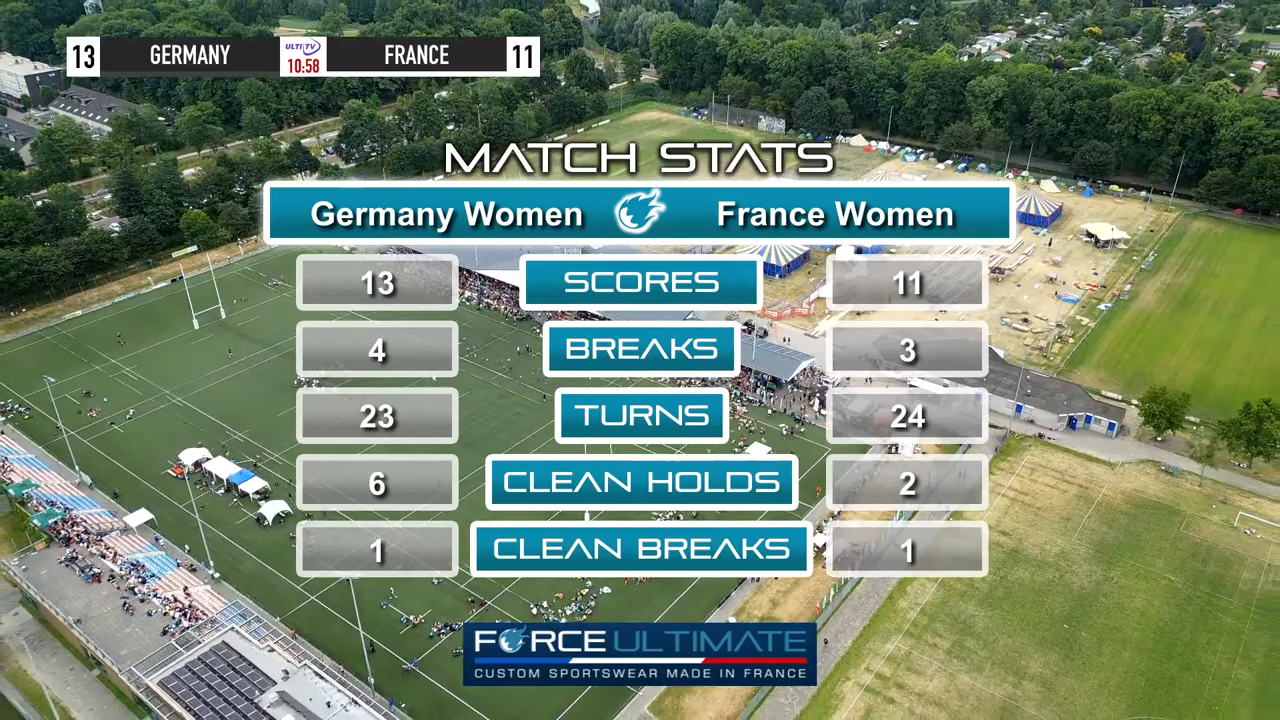 13 GERMANY ULTI TV FRANCE 11
10:58
MATCH STATS
Germany Women France Women
13 SCORES 11
4 BREAKS 3
23 TURNS 24
6 CLEAN HOLDS 2
1 CLEAN BREAKS 1
FORCE ULTIMATE
CUSTOM SPORTSWEAR MADE IN FRANCE